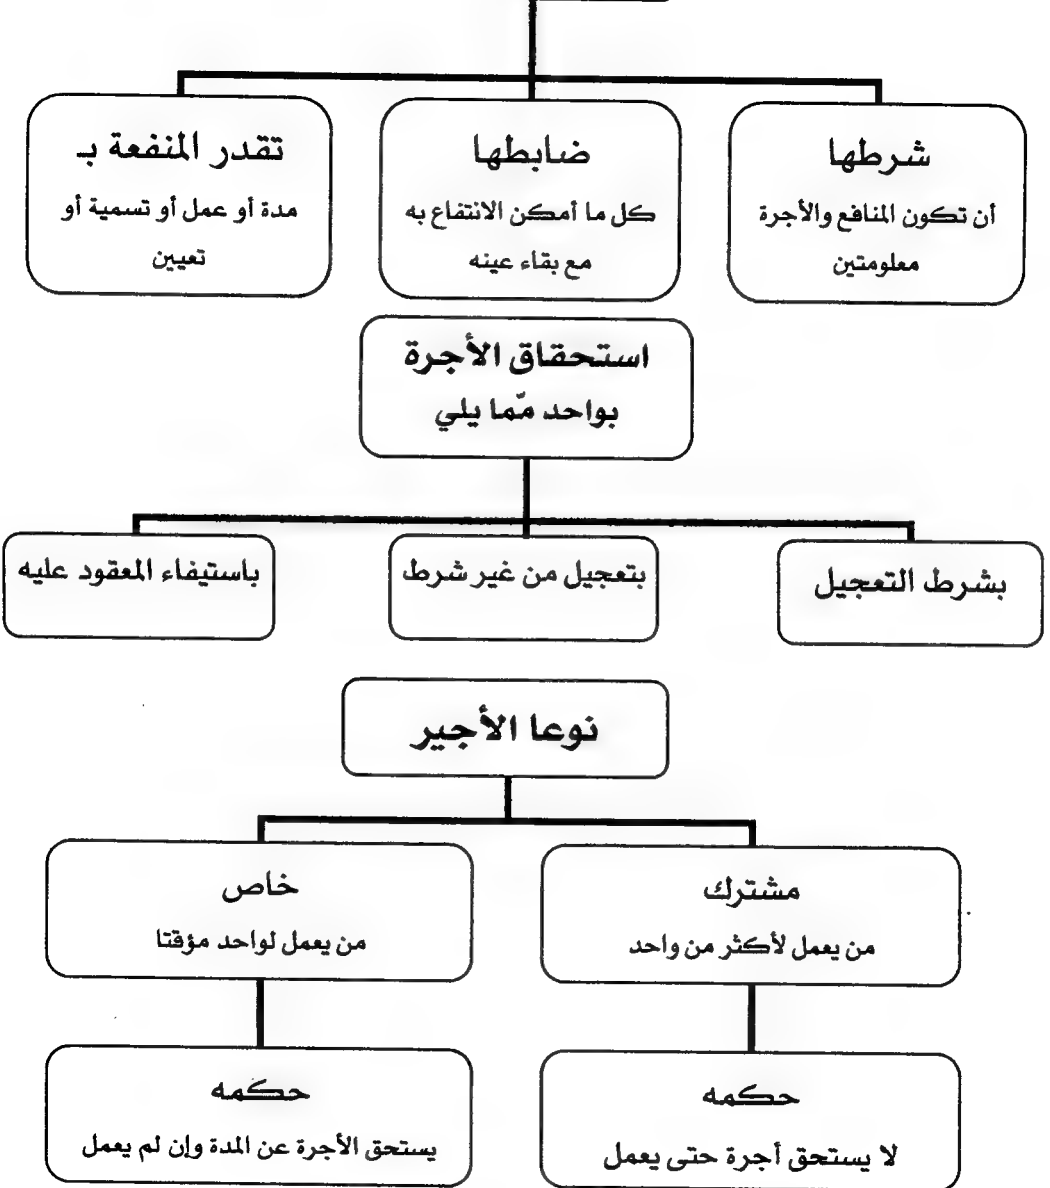 شرطها
أن تكون المنافع والأجرة
معلومتين
ضابطها
كل ما أمكن الانتفاع به
مع بقاء عينه
تقدر المنفعة بـ
مدة أو عمل أو تسمية أو
تعيين
استحقاق الأجرة
بواحد ممّا يلي
بشرط التعجيل
بتعجيل من غير شرط
باستيفاء المعقود عليه
نوعا الأجير
مشترك
من يعمل لأكثر من واحد
خاص
من يعمل لواحد مؤقتا
حكمه
لا يستحق أجرة حتى يعمل
حكمه
يستحق الأجرة عن المدة وإن لم يعمل